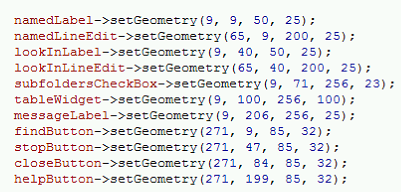 namedLabel->setGeometry(9, 9, 50, 25);
namedLineEdit->setGeometry(65, 9, 200, 25);
lookInLabel->setGeometry(9, 40, 50, 25);
lookInLineEdit->setGeometry(65, 40, 200, 25);
subfoldersCheckBox->setGeometry(9, 71, 256, 23);
tableWidget->setGeometry(9, 100, 256, 100);
messageLabel->setGeometry(9, 206, 256, 25);
findButton->setGeometry(271, 9, 85, 32);
stopButton->setGeometry(271, 47, 85, 32);
closeButton->setGeometry(271, 84, 85, 32);
helpButton->setGeometry(271, 199, 85, 32);